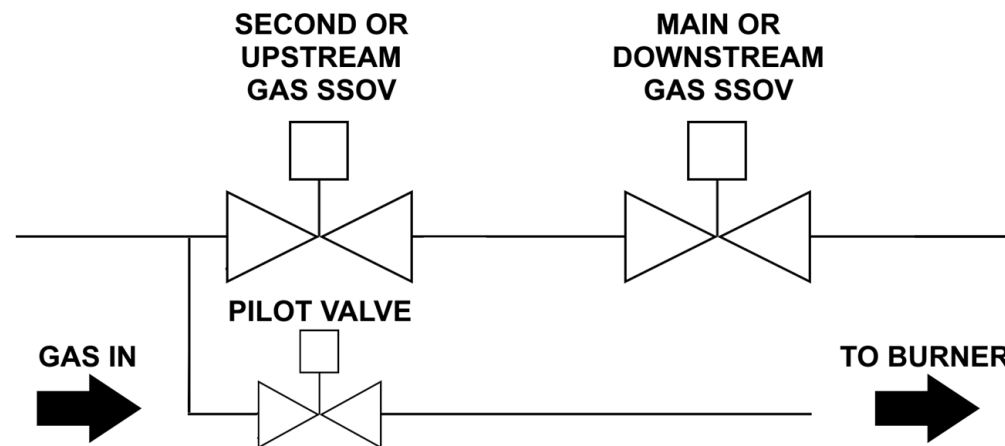 SECOND OR
UPSTREAM
GAS SSOV
MAIN OR
DOWNSTREAM
GAS SSOV
PILOT VALVE
GAS IN
TO BURNER